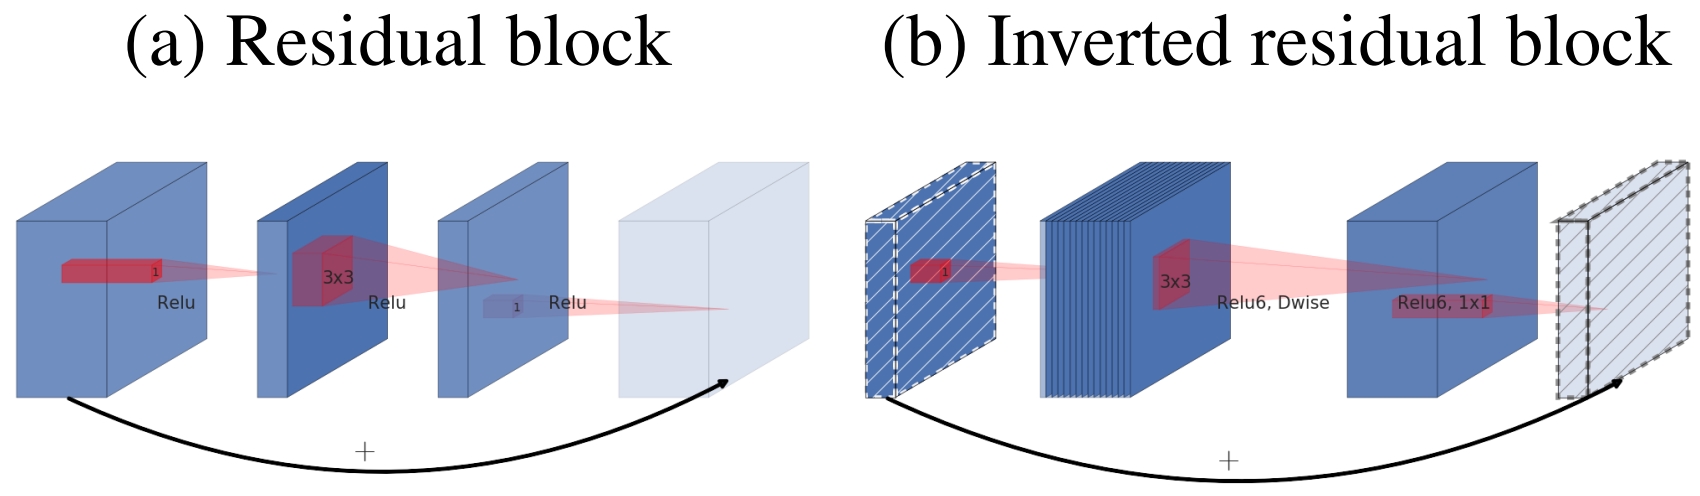 (a) Residual block
(b) Inverted residual block
1
Relu
3x3
Relu
1
Relu
+
1
3x3
Relu6, Dwise
Relu6, 1x1
+